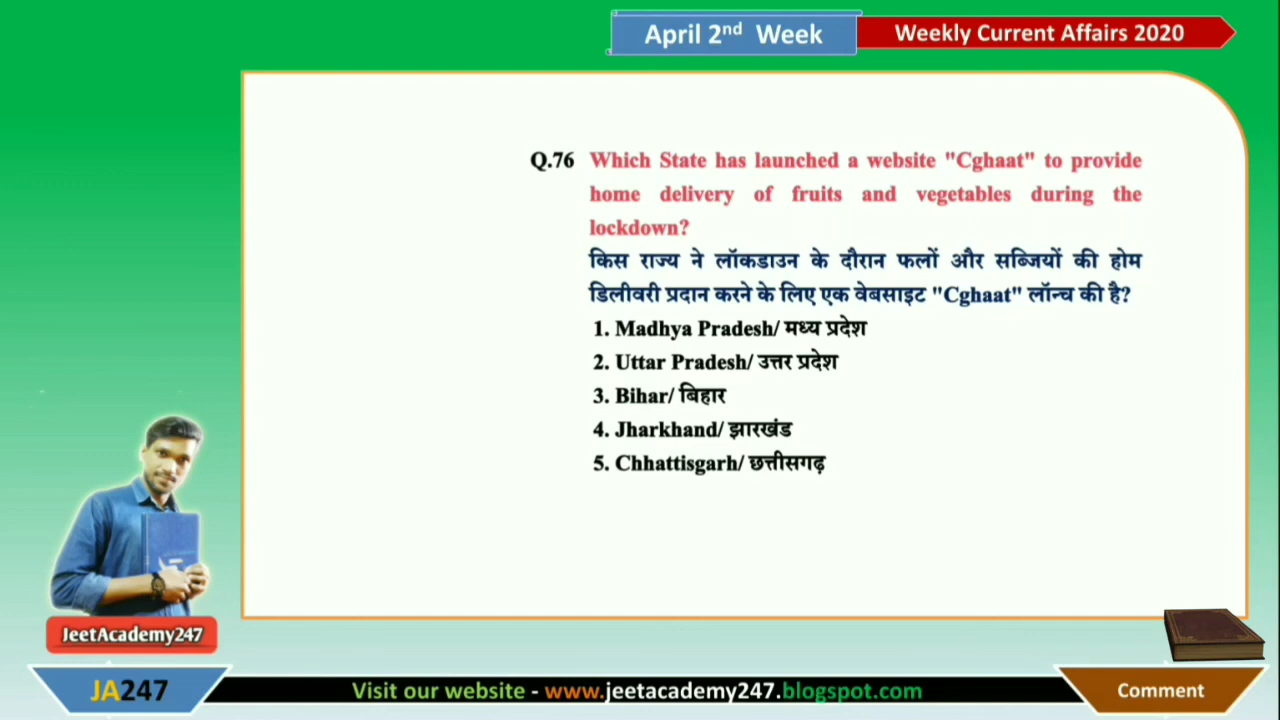 April 2nd Week
Weekly Current Affairs 2020
Q.76 Which State has launched a website "Cghaat" to provide
home delivery of fruits and vegetables during the
lockdown?
किस राज्य ने लॉकडाउन के दौरान फलों और सब्जियों की होम
डिलीवरी प्रदान करने के लिए एक वेबसाइट "Cghaat" लॉन्च की है?
1. Madhya Pradesh/ मध्य प्रदेश
2. Uttar Pradesh/ उत्तर प्रदेश
3. Bihar/ बिहार
4. Jharkhand/ झारखंड
5. Chhattisgarh/ छत्तीसगढ़
JeetAcademy247
JA247
Visit our website - www.jeetacademy247.blogspot.com
Comment